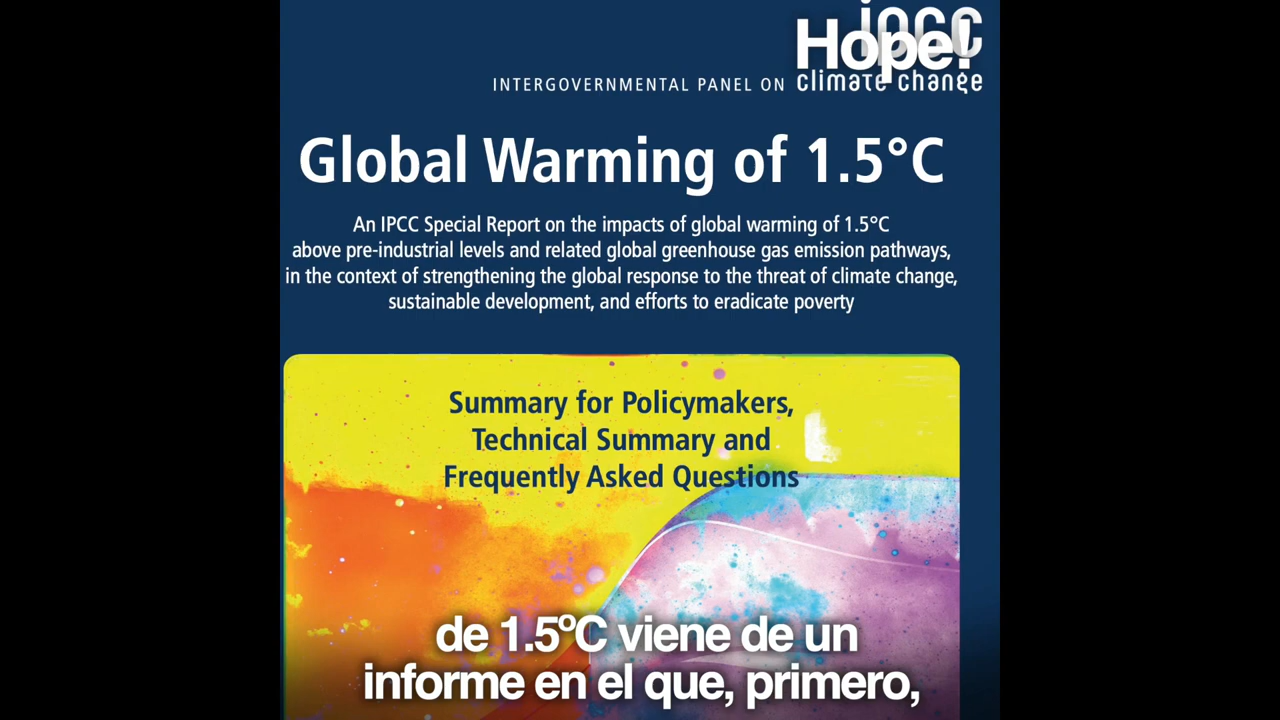 ipcc
Hope!
INTERGOVERNMENTAL PANEL ON climate change
Global Warming of 1.5°C
An IPCC Special Report on the impacts of global warming of 1.5°C
above pre-industrial levels and related global greenhouse gas emission pathways,
in the context of strengthening the global response to the threat of climate change,
sustainable development, and efforts to eradicate poverty
Summary for Policymakers,
Technical Summary and
Frequently Asked Questions
de 1.5ºC viene de un
informe en el que, primero,